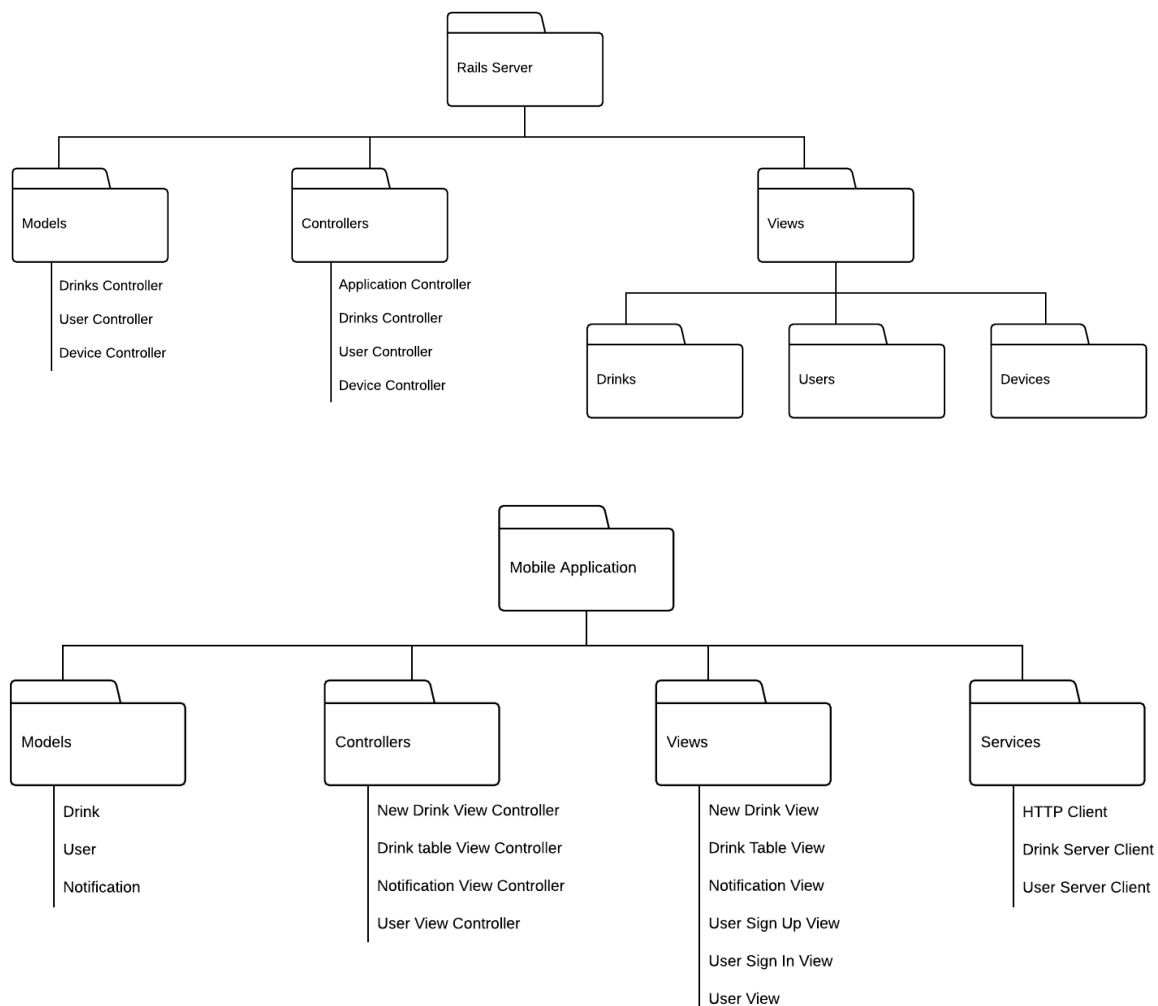 Rails Server
Models
Controllers
Views
Drinks Controller
User Controller
Device Controller
Application Controller
Drinks Controller
User Controller
Device Controller
Drinks
Users
Devices
Mobile Application
Models
Controllers
Views
Services
Drink
User
Notification
New Drink View Controller
Drink table View Controller
Notification View Controller
User View Controller
New Drink View
Drink Table View
Notification View
User Sign Up View
User Sign In View
User View
HTTP Client
Drink Server Client
User Server Client